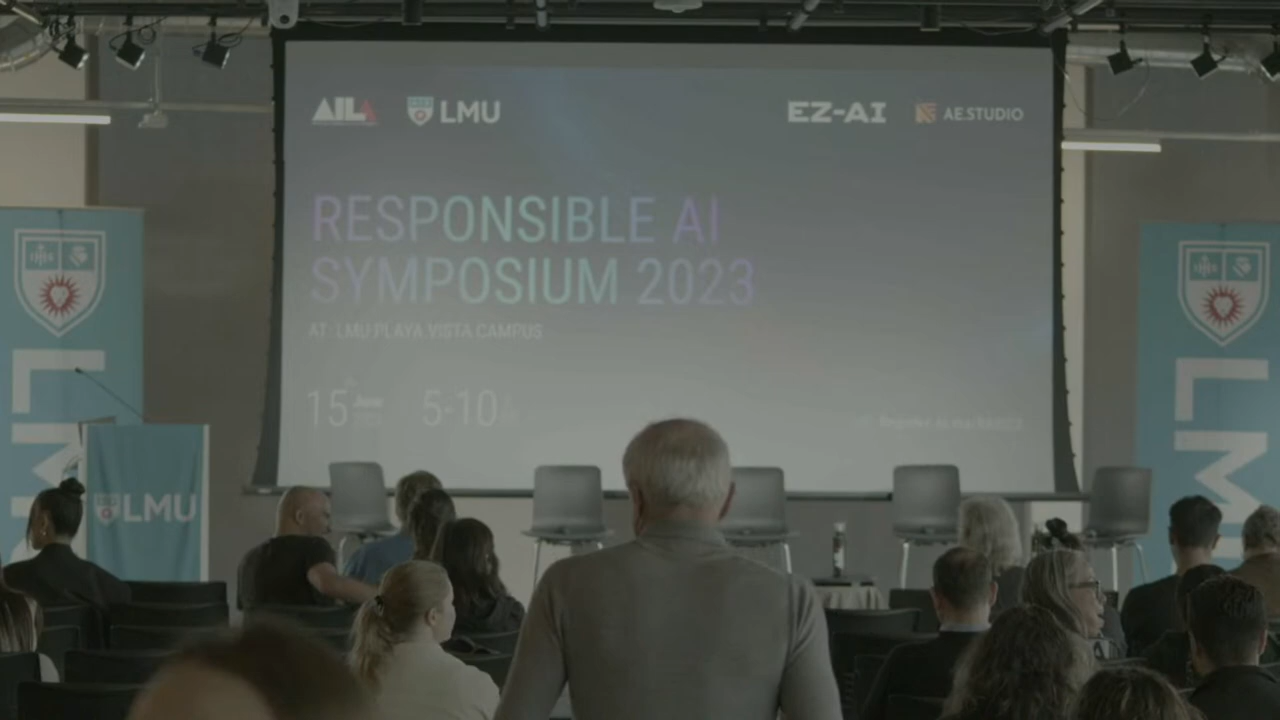 AILA LMU EZ-AI AE.STUDIO
RESPONSIBLE AI
SYMPOSIUM 2023
AT: LMU PLAYA VISTA CAMPUS
15 5-10
LMU
LMU
LMU